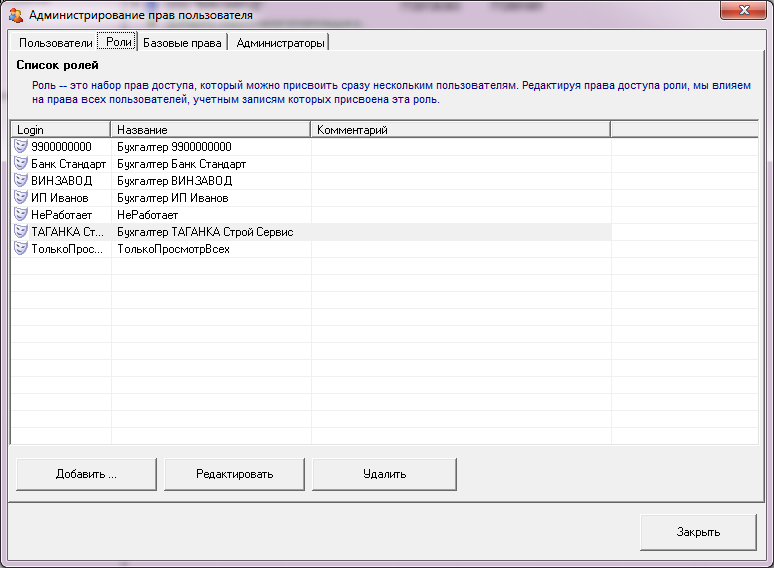 Администрирование прав пользователя
Пользователи Роли Базовые права Администраторы
Список ролей
Роль -- это набор прав доступа, который можно присвоить сразу нескольким пользователям. Редактируя права доступа роли, мы влияем
на права всех пользователей, учетным записям которых присвоена эта роль.
Login Название Комментарий
9900000000 Бухгалтер 9900000000
Банк Стандарт Бухгалтер Банк Стандарт
ВИНЗАВОД Бухгалтер ВИНЗАВОД
ИП Иванов Бухгалтер ИП Иванов
НеРаботает НеРаботает
ТАГАНКА Ст... Бухгалтер ТАГАНКА Строй Сервис
ТолькоПрос... ТолькоПросмотрВсех
Добавить ... Редактировать Удалить
Закрыть